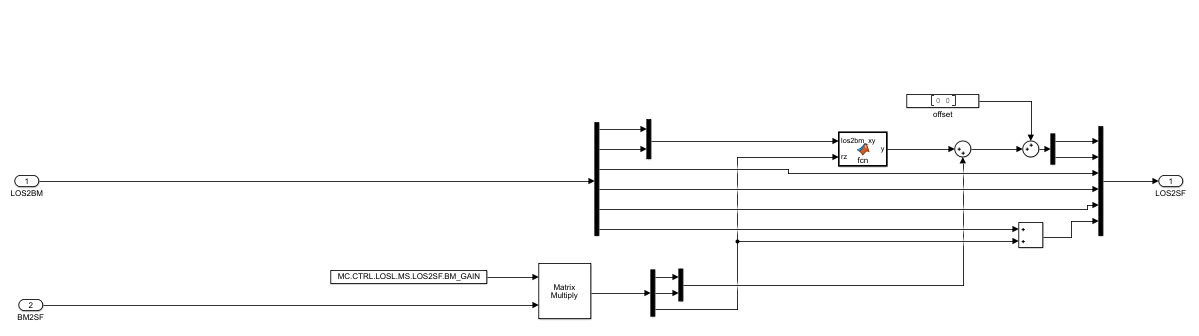 [ 0 0 ]
offset
los2bm_xy
rz
y
fcn
+
+
+
+
1
LOS2BM
1
LOS2SF
+
+
MC.CTRL.LOSL.MS.LOS2SF.BM_GAIN
Matrix
Multiply
2
BM2SF